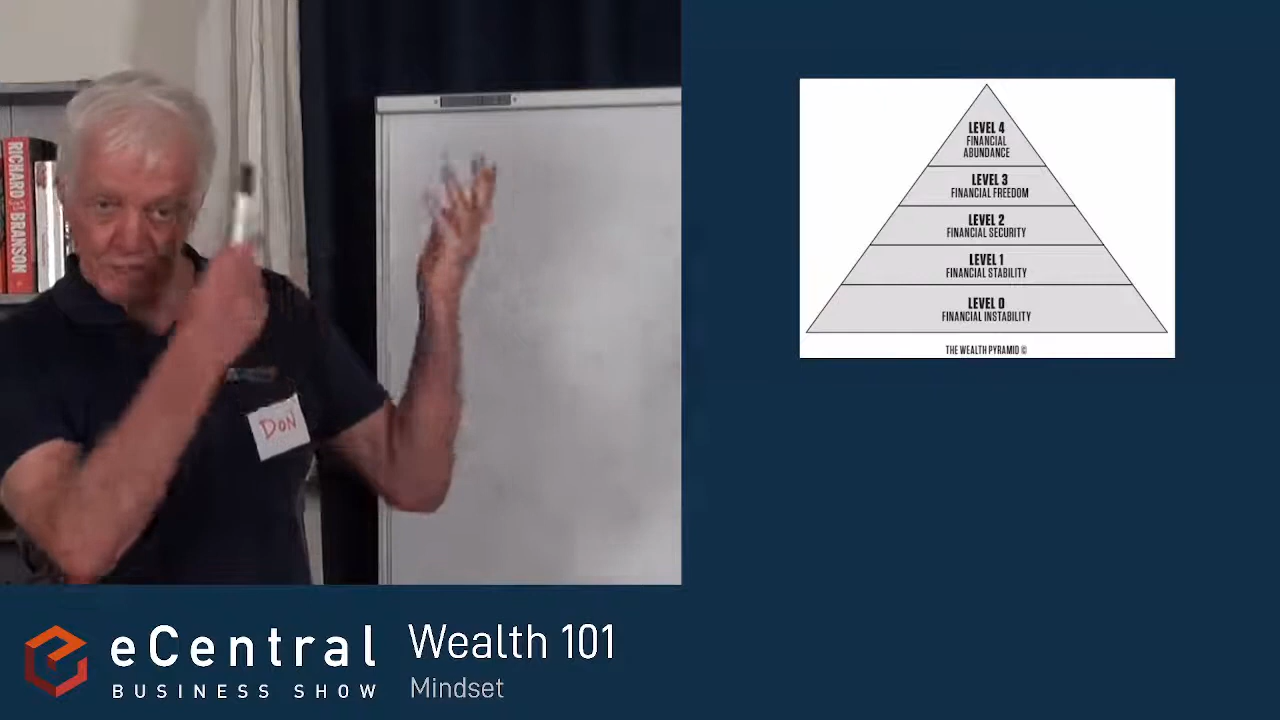 RICHARD BRANSON
DON
LEVEL 4
FINANCIAL
ABUNDANCE
LEVEL 3
FINANCIAL FREEDOM
LEVEL 2
FINANCIAL SECURITY
LEVEL 1
FINANCIAL STABILITY
LEVEL 0
FINANCIAL INSTABILITY
THE WEALTH PYRAMID ©
eCentral
BUSINESS SHOW
Wealth 101
Mindset